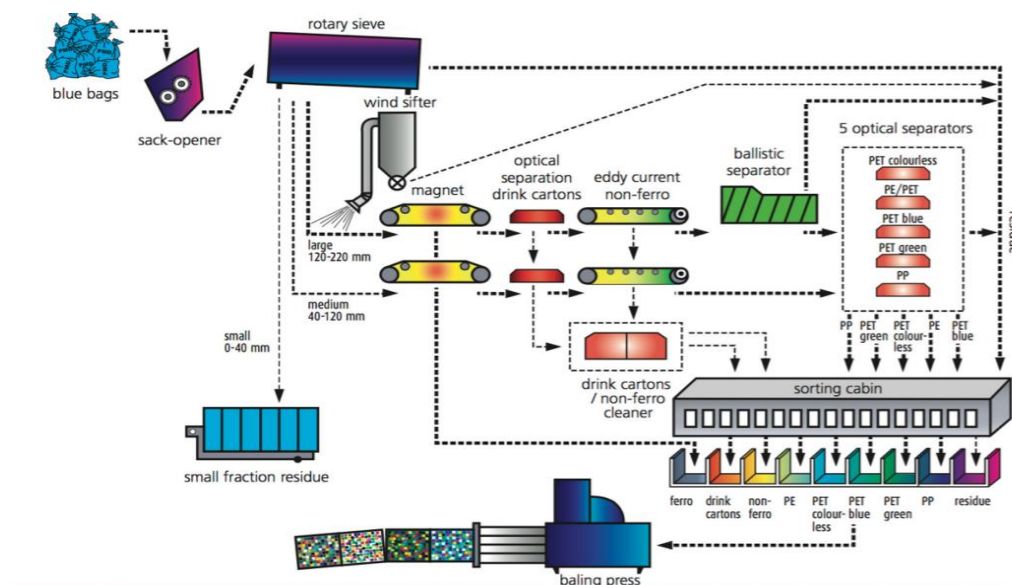 rotary sieve
blue bags
sack-opener
wind sifter
magnet
optical
separation
drink cartons
eddy current
non-ferro
ballistic
separator
5 optical separators
PET colourless
PE/PET
PET blue
PET green
PP
large
120-220 mm
medium
40-120 mm
small
0-40 mm
PP
PET
green
PET
colour-
less
PE
PET
blue
drink cartons
/ non-ferro
cleaner
sorting cabin
small fraction residue
ferro
drink
cartons
non-
ferro
PE
PET
colour-
less
PET
blue
PET
green
PP
residue
baling press